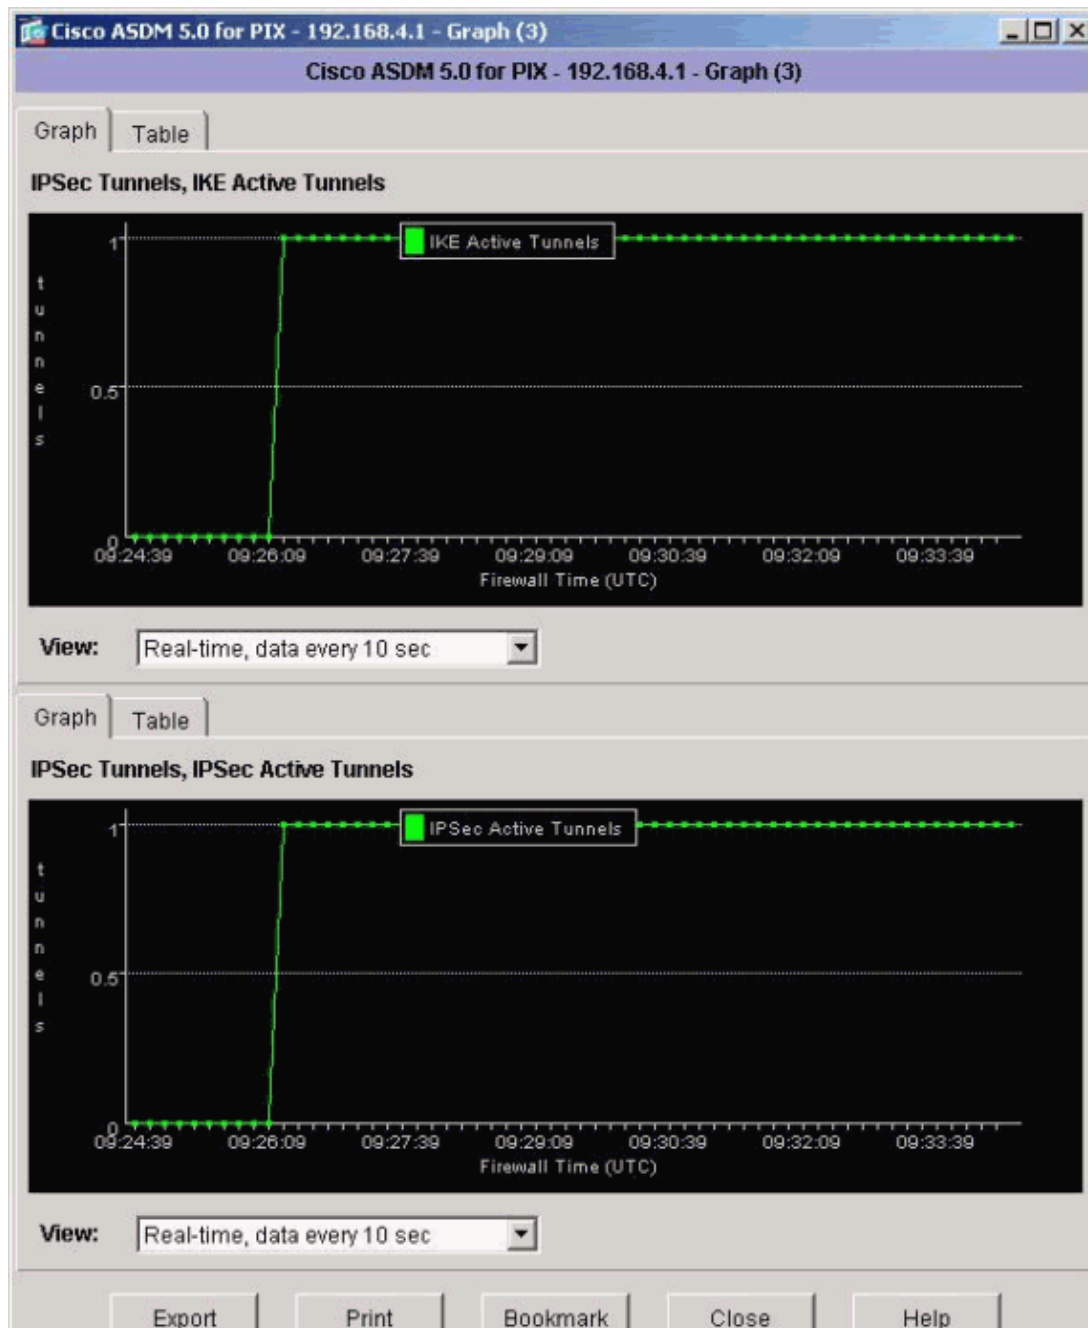 Cisco ASDM 5.0 for PIX - 192.168.4.1 - Graph (3)
Cisco ASDM 5.0 for PIX - 192.168.4.1 - Graph (3)
Graph Table
IPSec Tunnels, IKE Active Tunnels
IKE Active Tunnels
tunnels
1
0.5
0
09:24:39 09:26:09 09:27:39 09:29:09 09:30:39 09:32:09 09:33:39
Firewall Time (UTC)
View: Real-time, data every 10 sec
Graph Table
IPSec Tunnels, IPSec Active Tunnels
IPSec Active Tunnels
tunnels
1
0.5
0
09:24:39 09:26:09 09:27:39 09:29:09 09:30:39 09:32:09 09:33:39
Firewall Time (UTC)
View: Real-time, data every 10 sec
Export Print Bookmark Close Help